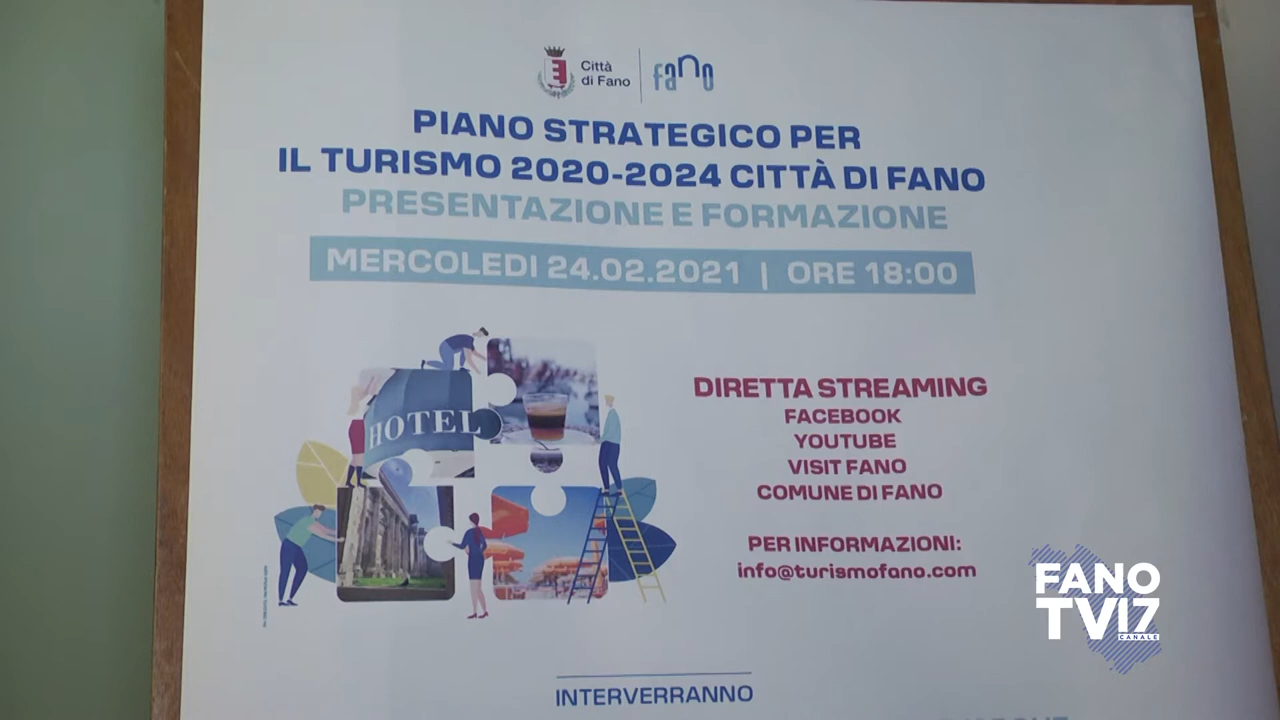 Città
di Fano
fano
PIANO STRATEGICO PER
IL TURISMO 2020-2024 CITTÀ DI FANO
PRESENTAZIONE E FORMAZIONE
MERCOLEDI 24.02.2021 | ORE 18:00
HOTEL
DIRETTA STREAMING
FACEBOOK
YOUTUBE
VISIT FANO
COMUNE DI FANO
PER INFORMAZIONI:
info@turismofano.com
FANO
TV17
CANALE
INTERVERRANNO